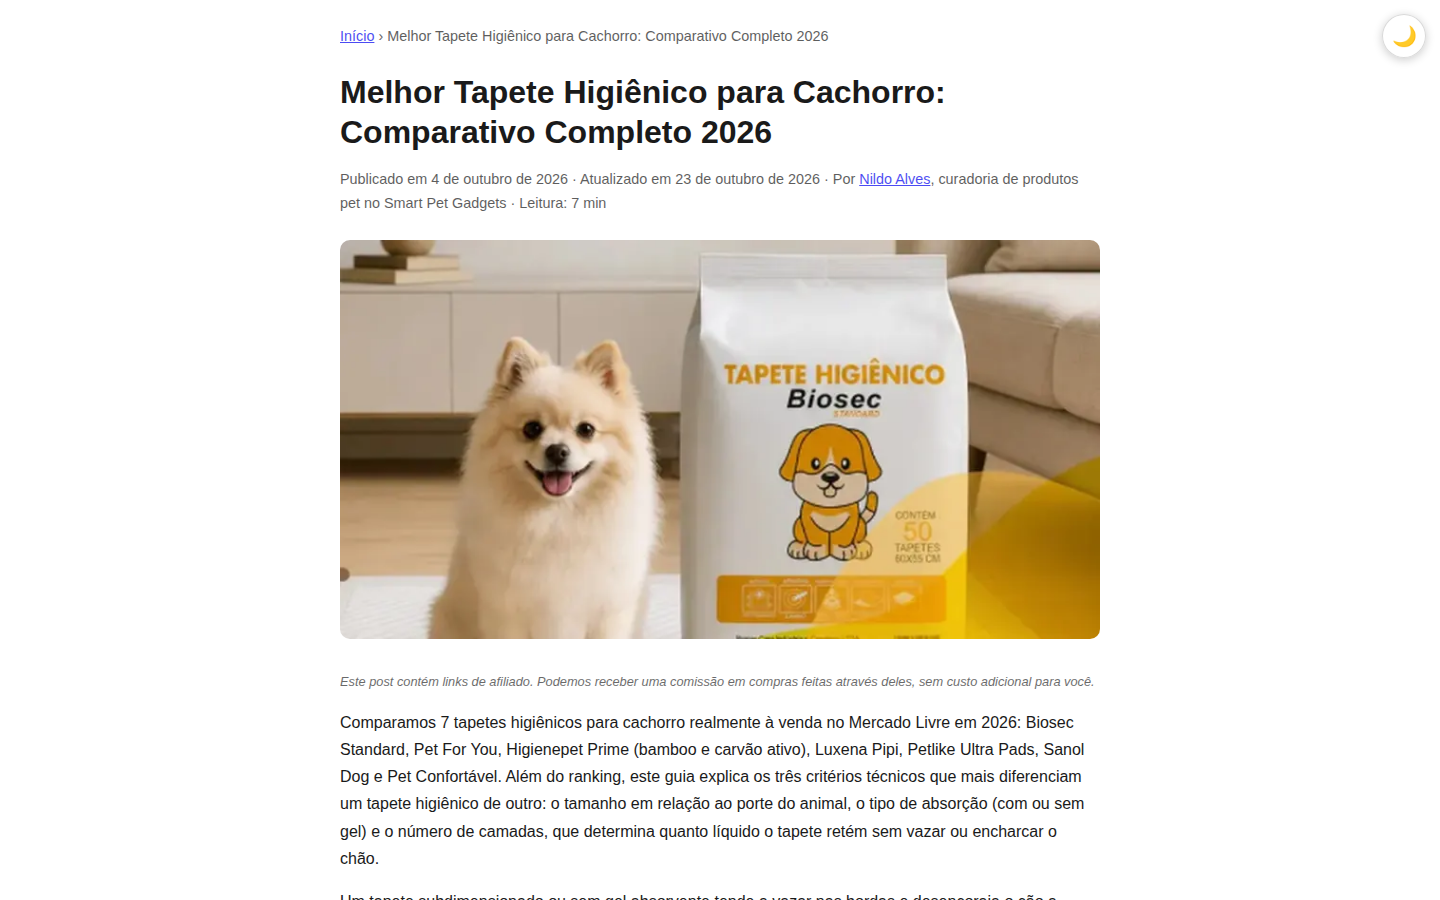 Início › Melhor Tapete Higiênico para Cachorro: Comparativo Completo 2026
Melhor Tapete Higiênico para Cachorro:
Comparativo Completo 2026
Publicado em 4 de outubro de 2026 · Atualizado em 23 de outubro de 2026 · Por Nildo Alves, curadoria de produtos
pet no Smart Pet Gadgets · Leitura: 7 min
TAPETE HIGIÊNICO
Biosec
STANDARD
CONTÉM
50
TAPETES
60X55 CM
Este post contém links de afiliado. Podemos receber uma comissão em compras feitas através deles, sem custo adicional para você.
Comparamos 7 tapetes higiênicos para cachorro realmente à venda no Mercado Livre em 2026: Biosec
Standard, Pet For You, Higienepet Prime (bamboo e carvão ativo), Luxena Pipi, Petlike Ultra Pads, Sanol
Dog e Pet Confortável. Além do ranking, este guia explica os três critérios técnicos que mais diferenciam
um tapete higiênico de outro: o tamanho em relação ao porte do animal, o tipo de absorção (com ou sem
gel) e o número de camadas, que determina quanto líquido o tapete retém sem vazar ou encharcar o
chão.